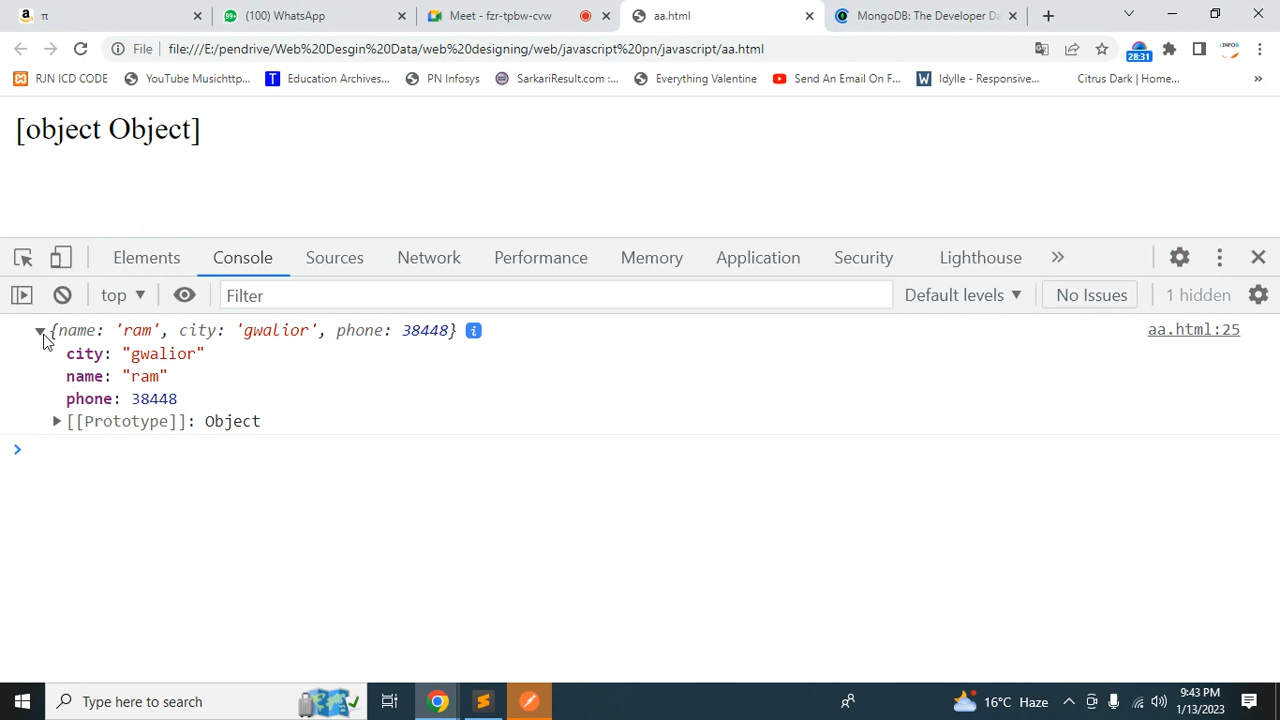 π
(100) WhatsApp
Meet - fzr-tpbw-cvw
aa.html
MongoDB: The Developer Da
File file:///E:/pendrive/Web%20Desgin%20Data/web%20designing/web/javascript%20pn/javascript/aa.html
28:31
RJN ICD CODE YouTube Musichttp... Education Archives... PN Infosys SarkariResult.com :... Everything Valentine Send An Email On F... Idylle - Responsive... Citrus Dark | Home... »
[object Object]
Elements Console Sources Network Performance Memory Application Security Lighthouse »
top Filter Default levels No Issues 1 hidden
{name: 'ram', city: 'gwalior', phone: 38448} i aa.html:25
city: "gwalior"
name: "ram"
phone: 38448
[[Prototype]]: Object
Type here to search
16°C Haze
9:43 PM
1/13/2023